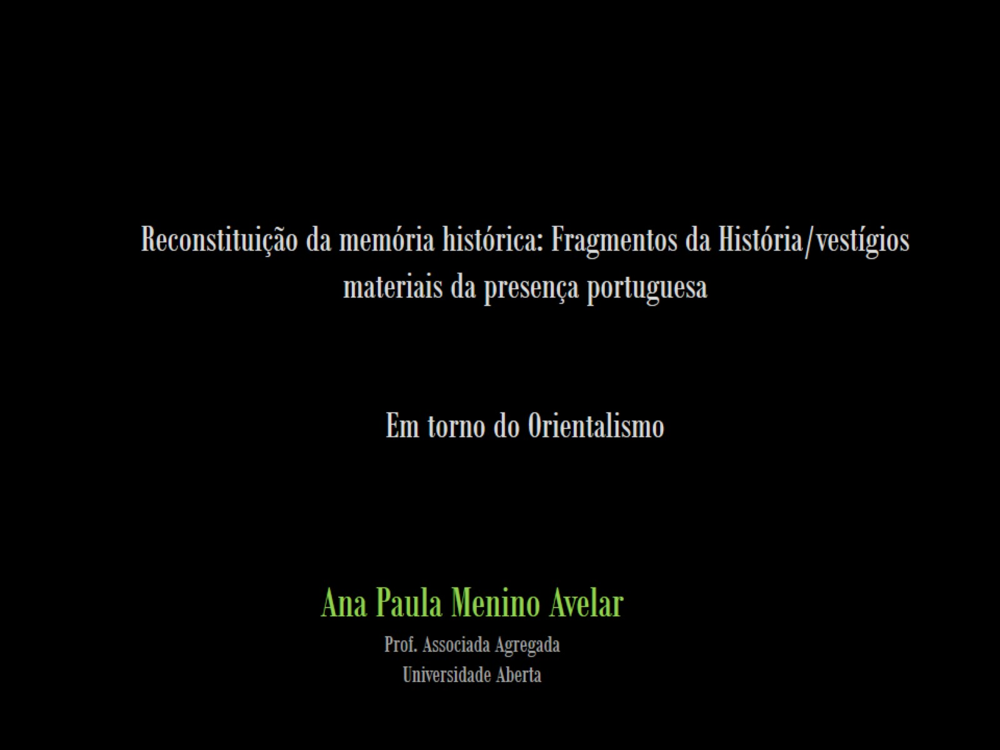 Reconstituição da memória histórica: Fragmentos da História/vestígios
materiais da presença portuguesa
Em torno do Orientalismo
Ana Paula Menino Avelar
Prof. Associada Agregada
Universidade Aberta